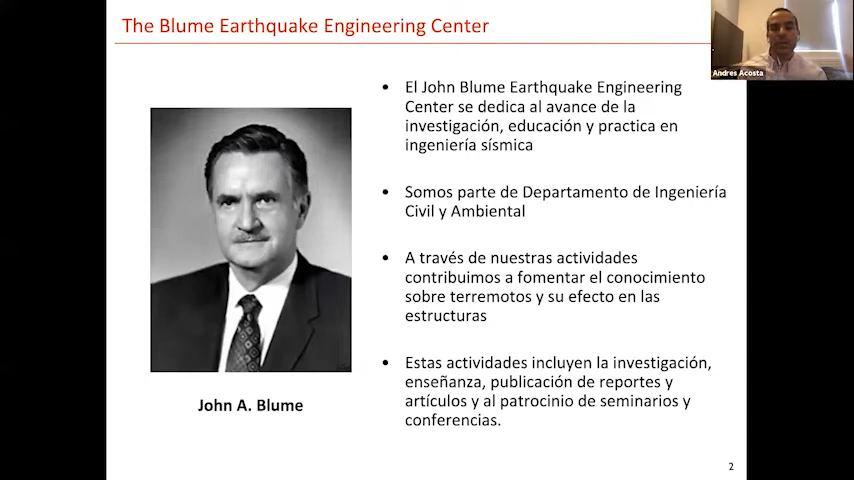 The Blume Earthquake Engineering Center
Andres Acosta
• El John Blume Earthquake Engineering
Center se dedica al avance de la
investigación, educación y practica en
ingeniería sísmica
• Somos parte de Departamento de Ingeniería
Civil y Ambiental
• A través de nuestras actividades
contribuimos a fomentar el conocimiento
sobre terremotos y su efecto en las
estructuras
• Estas actividades incluyen la investigación,
enseñanza, publicación de reportes y
artículos y al patrocinio de seminarios y
conferencias.
John A. Blume
2